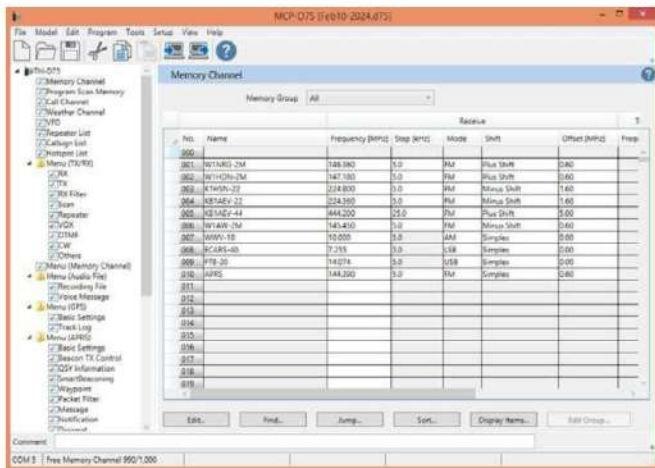 MCP-D75 [Feb10-2024.d75]
File Model Edit Program Tools Setup View Help
TH-D75
Memory Channel
Program Scan Memory
Call Channel
Weather Channel
VFO
Repeater List
Callsign List
Hotspot List
Menu (TX/RX)
RX
TX
RX Filter
Scan
Repeater
VOX
DTMF
CW
Others
Menu (Memory Channel)
Menu (Audio File)
Recording File
Voice Message
Menu (GPS)
Basic Settings
Track Log
Menu (APRS)
Basic Settings
Beacon TX Control
QSY Information
SmartBeaconing
Waypoint
Packet Filter
Message
Notification
Memory Channel
Memory Group All
Receive T
No. Name Frequency [MHz] Step [kHz] Mode Shift Offset [MHz] Freq
000
001 W1NRG-2M 146.360 5.0 FM Plus Shift 0.60
002 W1HDN-2M 147.180 5.0 FM Plus Shift 0.60
003 K1HSN-22 224.800 5.0 FM Minus Shift 1.60
004 KB1AEV-22 224.360 5.0 FM Minus Shift 1.60
005 KB1AEV-44 444.200 25.0 FM Plus Shift 5.00
006 W1AW-2M 145.450 5.0 FM Minus Shift 0.60
007 WWV-10 10.000 5.0 AM Simplex 0.00
008 RCARS-40 7.255 5.0 LSB Simplex 0.00
009 FT8-20 14.074 5.0 USB Simplex 0.00
010 APRS 144.390 5.0 FM Simplex 0.60
011
012
013
014
015
016
017
018
019
Edit... Find... Jump... Sort... Display Items... Edit Group...
Comment
COM 3 Free Memory Channel 990/1,000